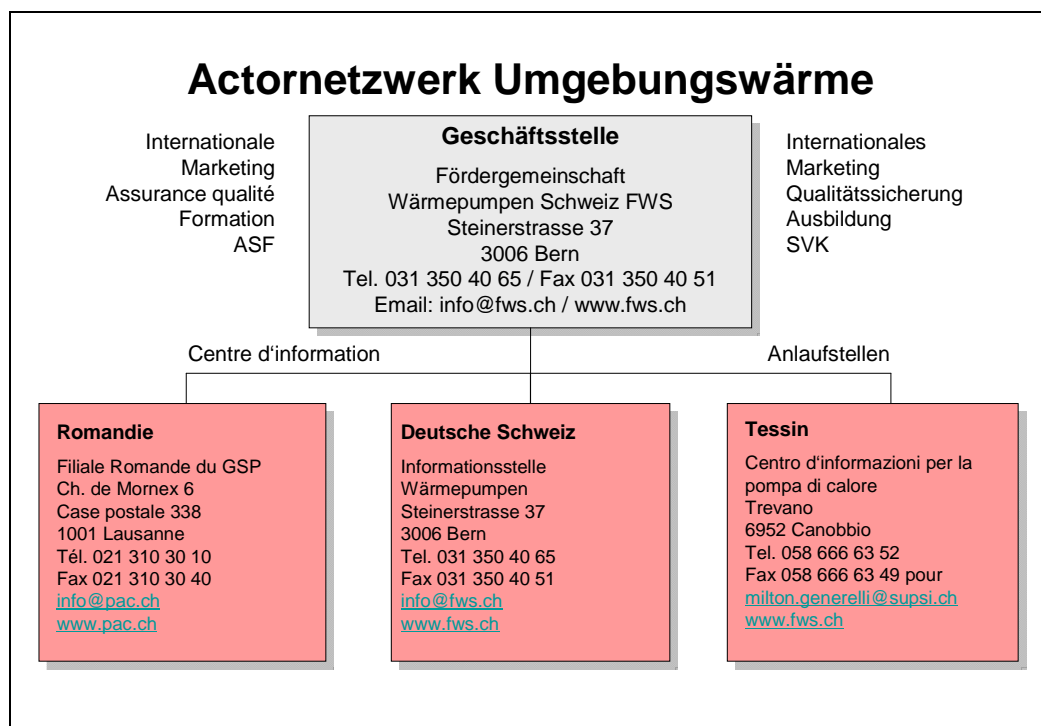 Actornetzwerk Umgebungswärme
Internationale
Marketing
Assurance qualité
Formation
ASF
Geschäftsstelle
Fördergemeinschaft
Wärmepumpen Schweiz FWS
Steinerstrasse 37
3006 Bern
Tel. 031 350 40 65 / Fax 031 350 40 51
Email: info@fws.ch / www.fws.ch
Internationales
Marketing
Qualitätssicherung
Ausbildung
SVK
Centre d‘information
Anlaufstellen
Romandie
Filiale Romande du GSP
Ch. de Mornex 6
Case postale 338
1001 Lausanne
Tél. 021 310 30 10
Fax 021 310 30 40
info@pac.ch
www.pac.ch
Deutsche Schweiz
Informationsstelle
Wärmepumpen
Steinerstrasse 37
3006 Bern
Tel. 031 350 40 65
Fax 031 350 40 51
info@fws.ch
www.fws.ch
Tessin
Centro d‘informazioni per la
pompa di calore
Trevano
6952 Canobbio
Tel. 058 666 63 52
Fax 058 666 63 49 pour
milton.generelli@supsi.ch
www.fws.ch